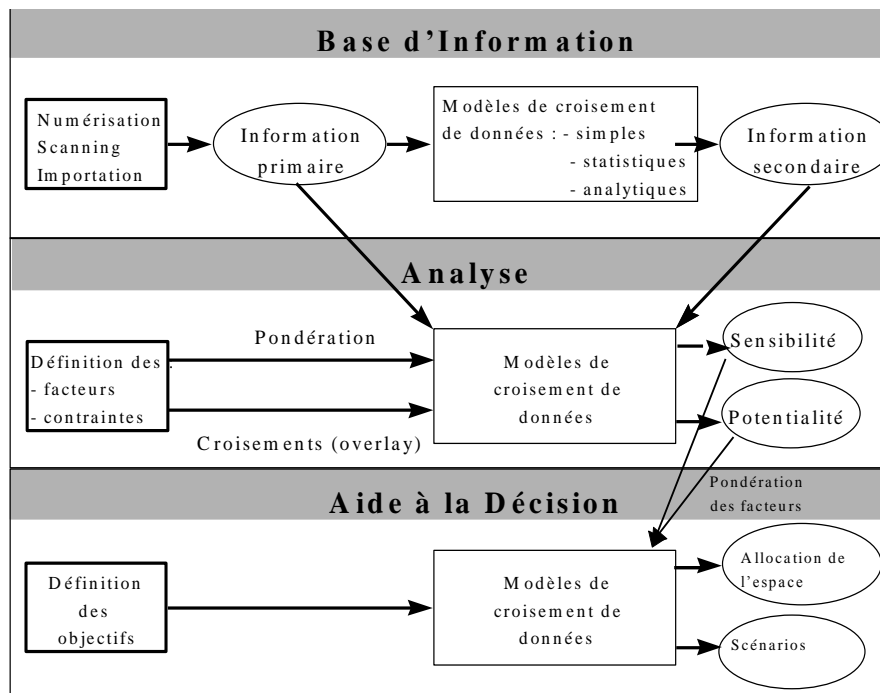 Base d'Information
Numérisation
Scanning
Importation
Information
primaire
Modèles de croisement
de données : - simples
- statistiques
- analytiques
Information
secondaire
Analyse
Pondération
Définition des :
- facteurs
- contraintes
Croisements (overlay)
Modèles de
croisement de
données
Sensibilité
Potentialité
Aide à la Décision
Pondération
des facteurs
Définition
des
objectifs
Modèles de
croisement de
données
Allocation de
l'espace
Scénarios